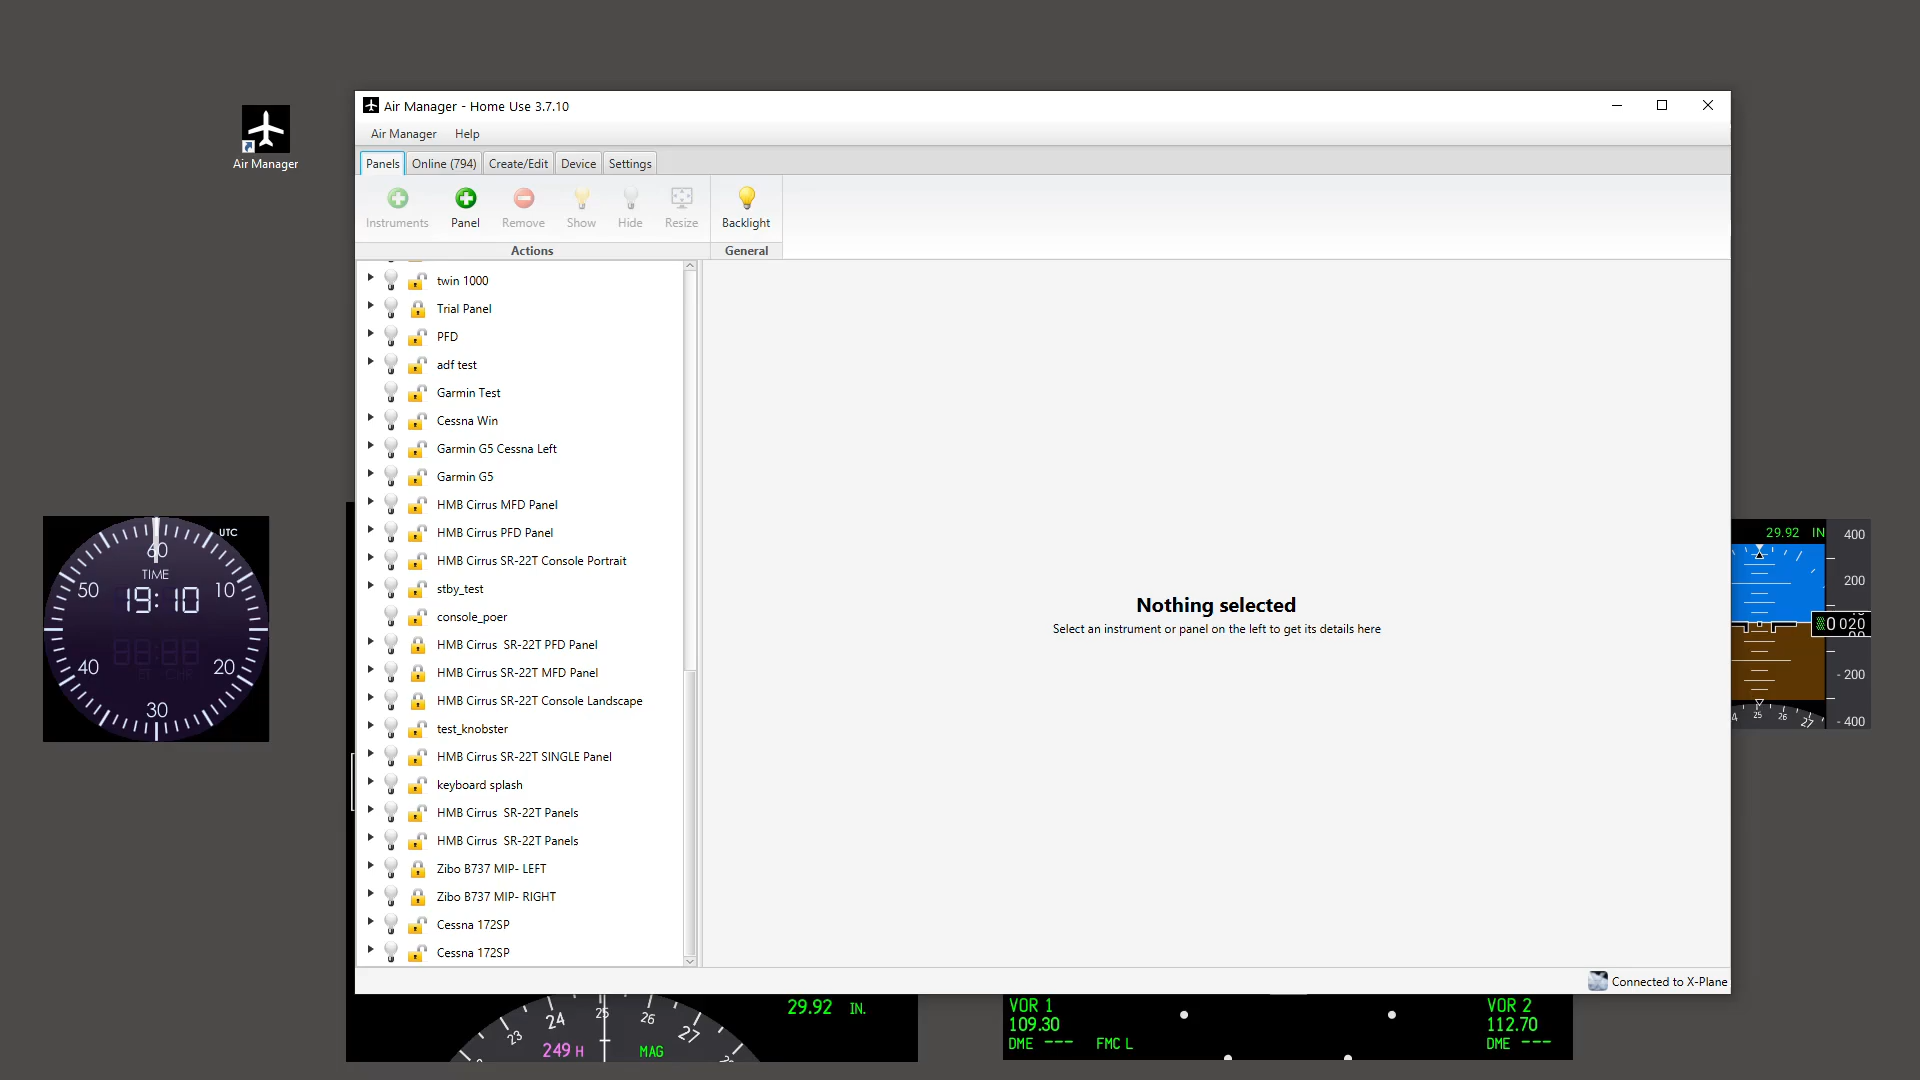 Air Manager
Air Manager - Home Use 3.7.10
Air Manager Help
Panels Online (794) Create/Edit Device Settings
Instruments Panel Remove Show Hide Resize Backlight
Actions General
twin 1000
Trial Panel
PFD
adf test
Garmin Test
Cessna Win
Garmin G5 Cessna Left
Garmin G5
HMB Cirrus MFD Panel
HMB Cirrus PFD Panel
HMB Cirrus SR-22T Console Portrait
stby_test
console_poer
HMB Cirrus  SR-22T PFD Panel
HMB Cirrus SR-22T MFD Panel
HMB Cirrus SR-22T Console Landscape
test_knobster
HMB Cirrus SR-22T SINGLE Panel
keyboard splash
HMB Cirrus  SR-22T Panels
HMB Cirrus  SR-22T Panels
Zibo B737 MIP- LEFT
Zibo B737 MIP- RIGHT
Cessna 172SP
Cessna 172SP
Nothing selected
Select an instrument or panel on the left to get its details here
Connected to X-Plane
UTC
60
TIME
50 19:10 10
40 20
30
29.92 IN 400
200
0 020
- 200
25 26 27
- 400
23 24 25 26 27
29.92 IN.
249 H MAG
VOR 1 VOR 2
109.30 112.70
DME --- FMC L DME ---